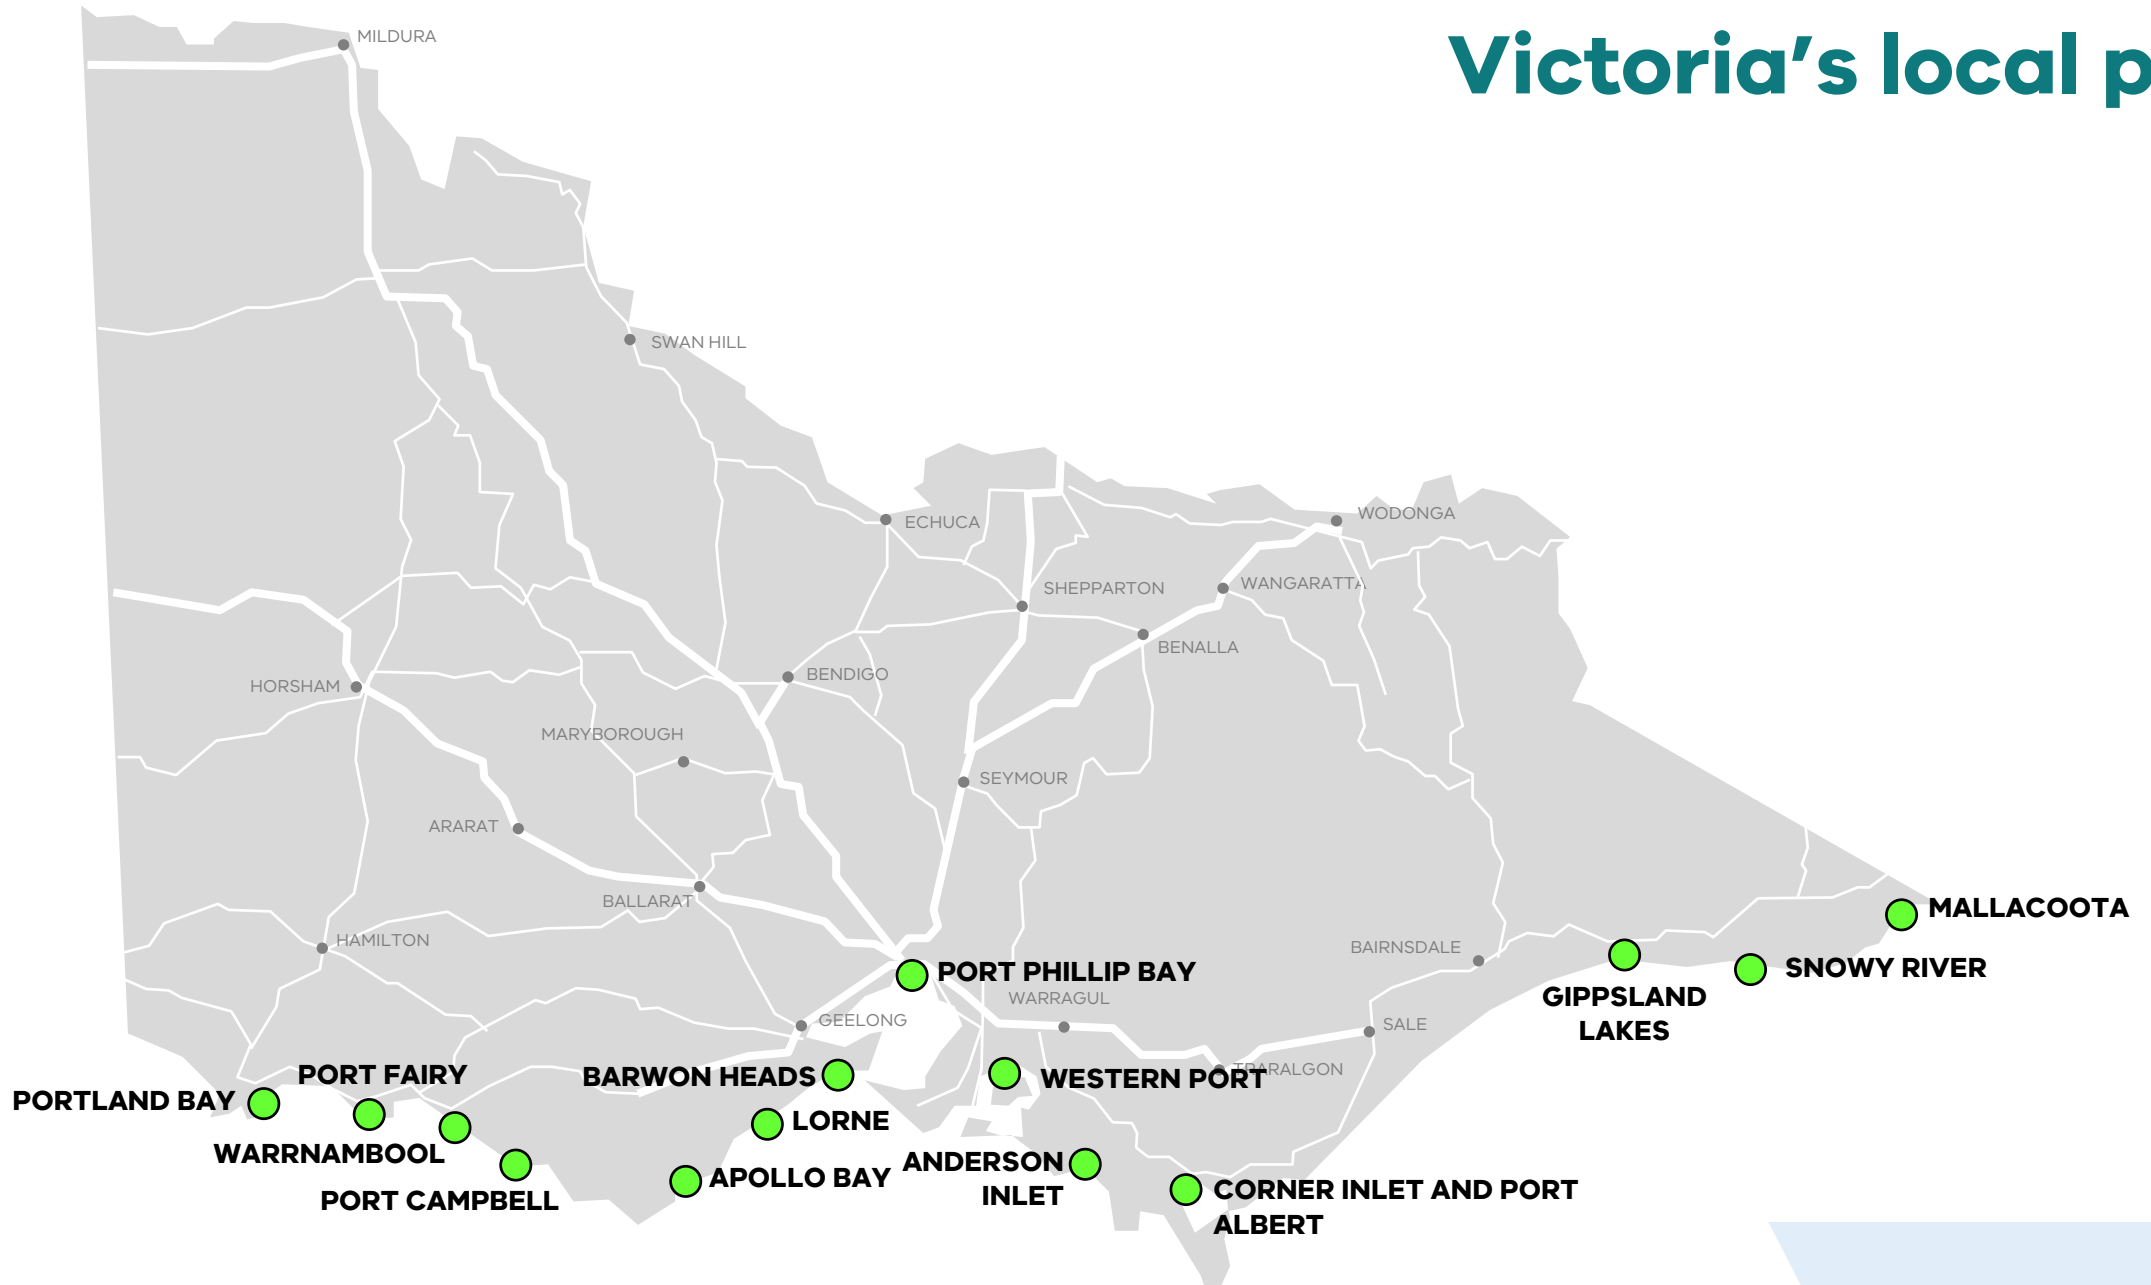 Victoria's local p
MILDURA
SWAN HILL
ECHUCA
WODONGA
SHEPPARTON
WANGARATTA
BENALLA
BENDIGO
HORSHAM
MARYBOROUGH
SEYMOUR
ARARAT
BALLARAT
HAMILTON
MALLACOOTA
BAIRNSDALE
SNOWY RIVER
PORT PHILLIP BAY
WARRAGUL
GIPPSLAND
LAKES
GEELONG
SALE
PORT FAIRY
BARWON HEADS
WESTERN PORT
TRARALGON
PORTLAND BAY
LORNE
WARRNAMBOOL
ANDERSON
INLET
APOLLO BAY
PORT CAMPBELL
CORNER INLET AND PORT
ALBERT